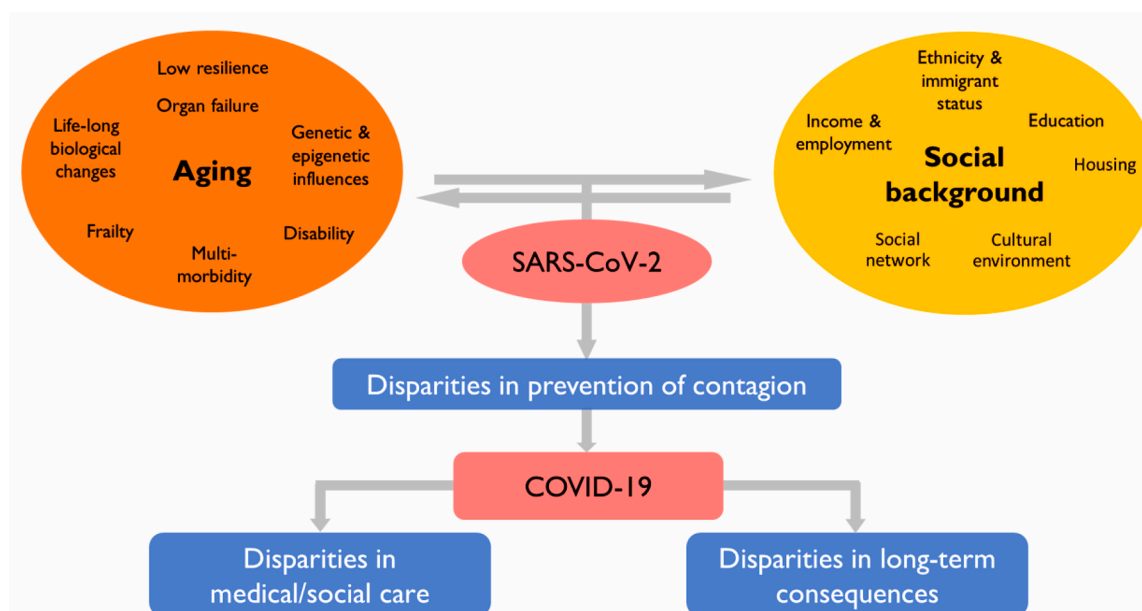 Low resilience
Organ failure
Life-long
biological
changes
Genetic &
epigenetic
influences
Aging
Frailty
Multi-
morbidity
Disability
Ethnicity &
immigrant
status
Income &
employment
Education
Housing
Social
background
Social
network
Cultural
environment
SARS-CoV-2
Disparities in prevention of contagion
COVID-19
Disparities in
medical/social care
Disparities in long-term
consequences